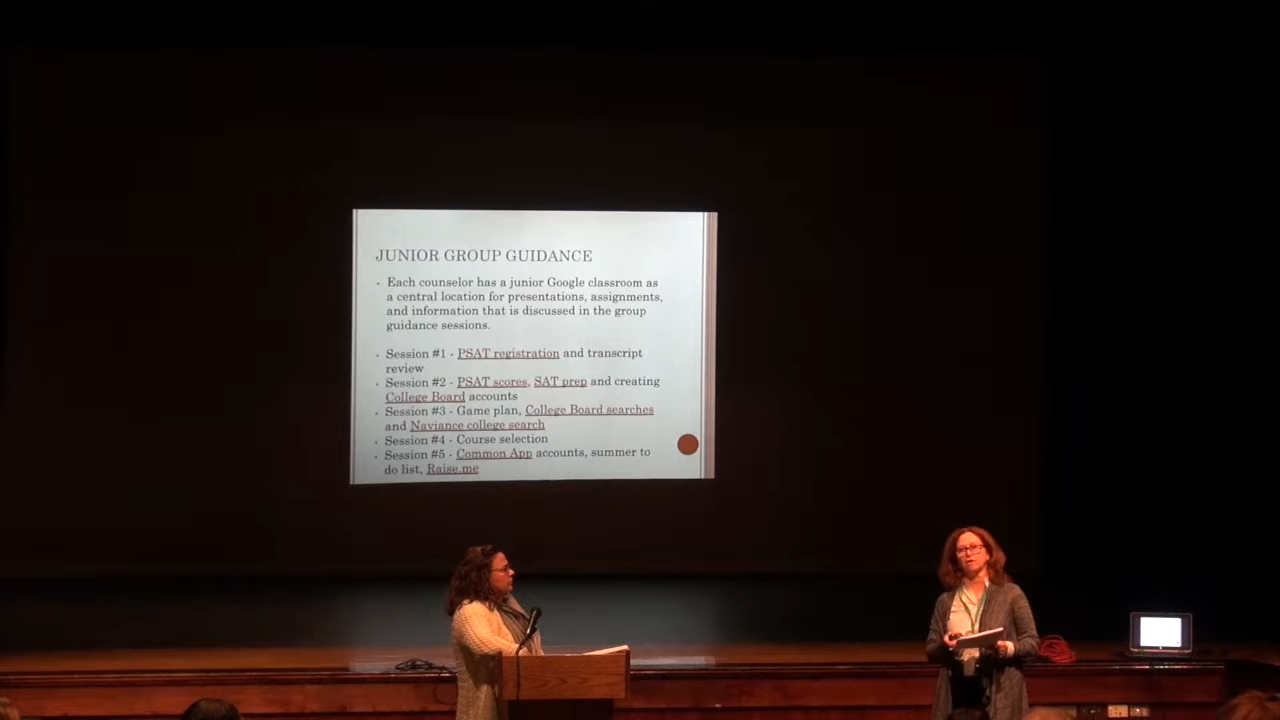 JUNIOR GROUP GUIDANCE
• Each counselor has a junior Google classroom as
a central location for presentations, assignments,
and information that is discussed in the group
guidance sessions.
• Session #1 - PSAT registration and transcript
review
• Session #2 - PSAT scores, SAT prep and creating
College Board accounts
• Session #3 - Game plan, College Board searches
and Naviance college search
• Session #4 - Course selection
• Session #5 - Common App accounts, summer to
do list, Raise.me